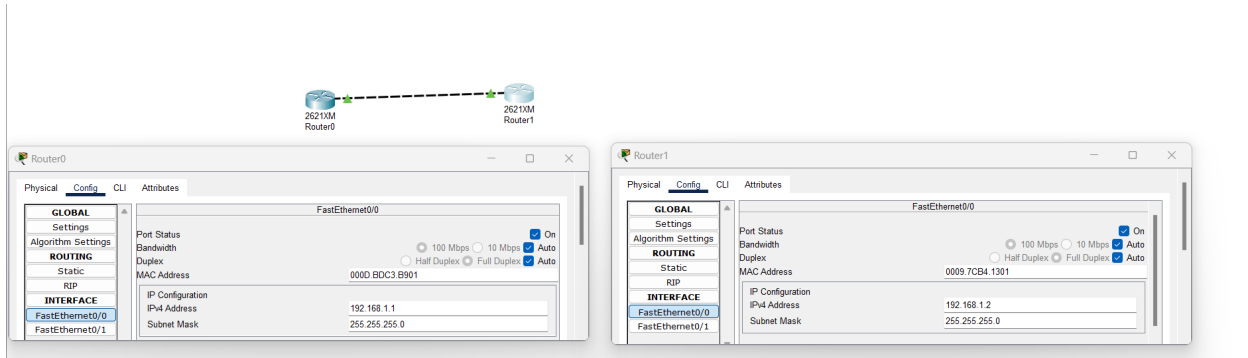 2621XM
Router0
2621XM
Router1
Router0
Physical Config CLI Attributes
GLOBAL
Settings
Algorithm Settings
ROUTING
Static
RIP
INTERFACE
FastEthernet0/0
FastEthernet0/1
FastEthernet0/0
Port Status On
Bandwidth 100 Mbps 10 Mbps Auto
Duplex Half Duplex Full Duplex Auto
MAC Address 000D.BDC3.B901
IP Configuration
IPv4 Address 192.168.1.1
Subnet Mask 255.255.255.0
Router1
Physical Config CLI Attributes
GLOBAL
Settings
Algorithm Settings
ROUTING
Static
RIP
INTERFACE
FastEthernet0/0
FastEthernet0/1
FastEthernet0/0
Port Status On
Bandwidth 100 Mbps 10 Mbps Auto
Duplex Half Duplex Full Duplex Auto
MAC Address 0009.7CB4.1301
IP Configuration
IPv4 Address 192.168.1.2
Subnet Mask 255.255.255.0